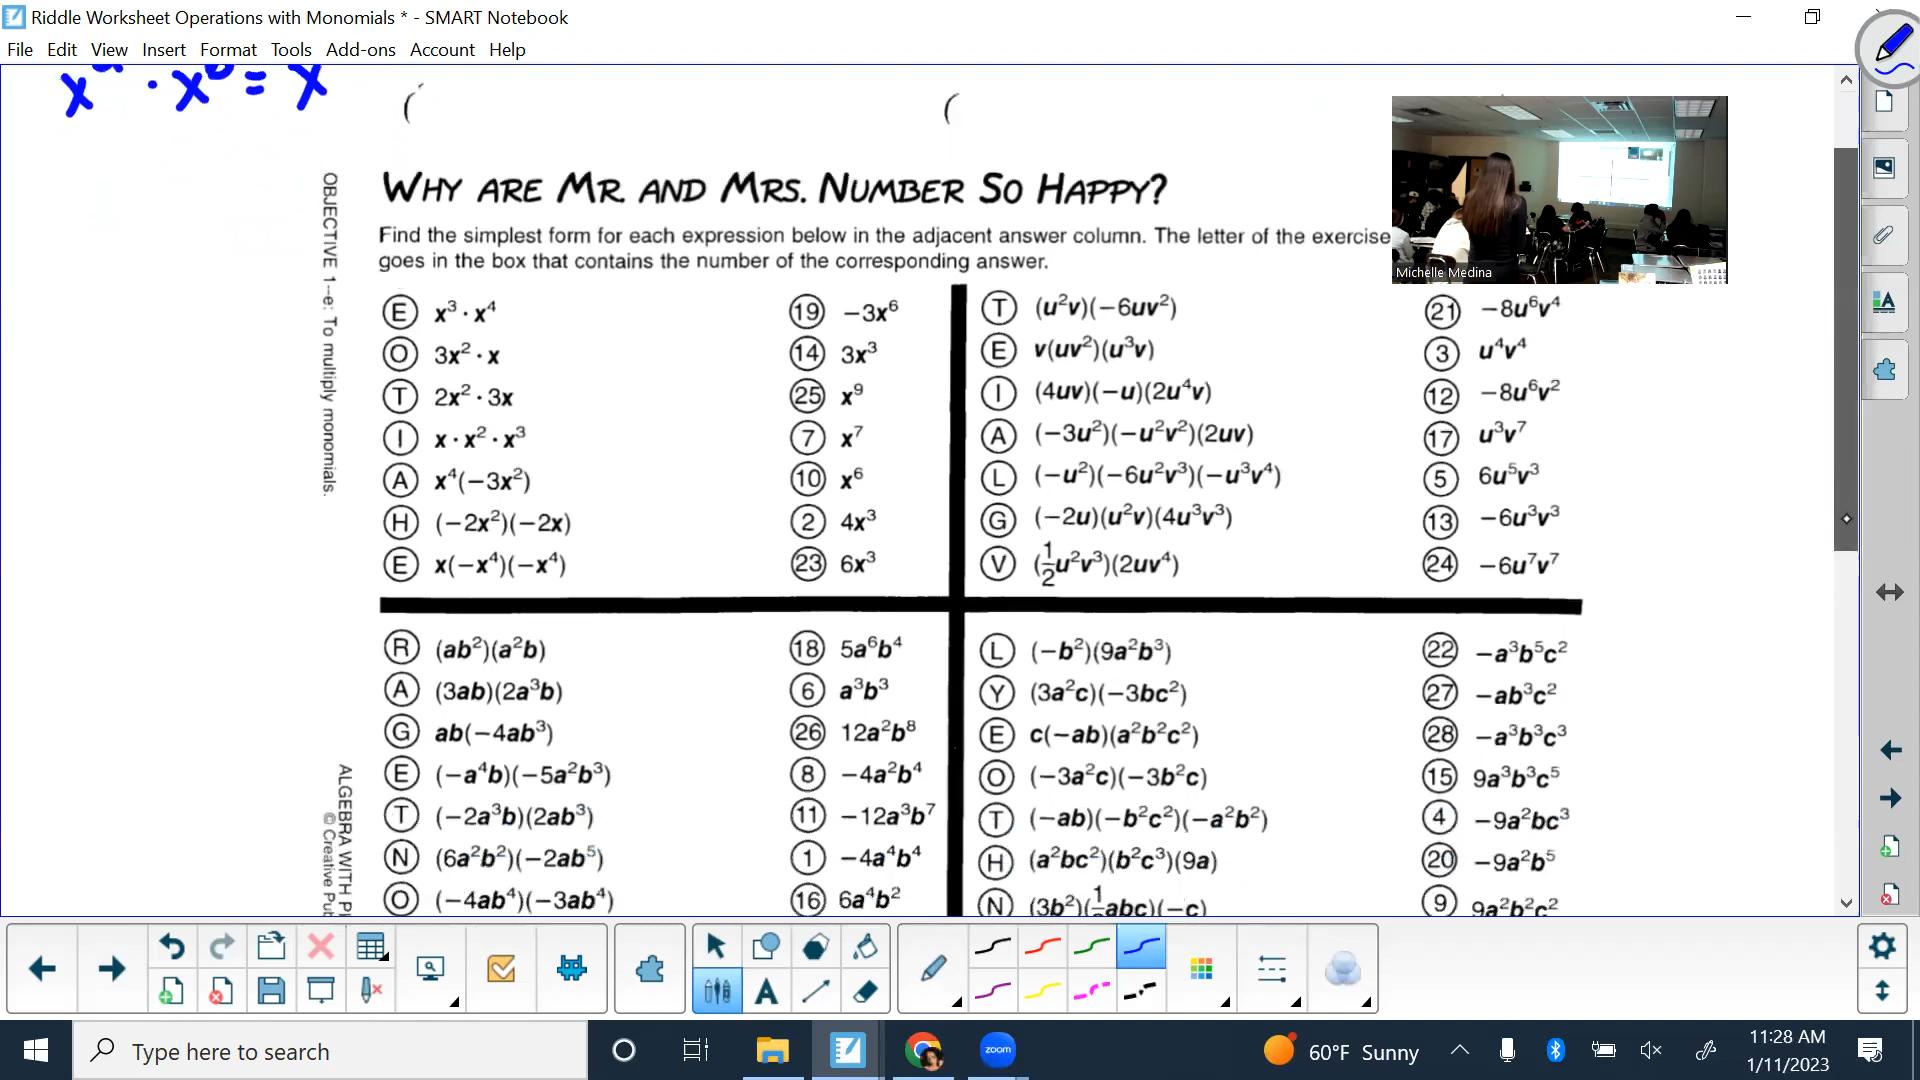 Riddle Worksheet Operations with Monomials * - SMART Notebook
File Edit View Insert Format Tools Add-ons Account Help
xᵃ · xᵇ = x
WHY ARE MR. AND MRS. NUMBER SO HAPPY?
Find the simplest form for each expression below in the adjacent answer column. The letter of the exercise
goes in the box that contains the number of the corresponding answer.
OBJECTIVE 1–e: To multiply monomials.
E x³ · x⁴ 19 −3x⁶
O 3x² · x 14 3x³
T 2x² · 3x 25 x⁹
I x · x² · x³ 7 x⁷
A x⁴(−3x²) 10 x⁶
H (−2x²)(−2x) 2 4x³
E x(−x⁴)(−x⁴) 23 6x³
T (u²v)(−6uv²) 21 −8u⁶v⁴
E v(uv²)(u³v) 3 u⁴v⁴
I (4uv)(−u)(2u⁴v) 12 −8u⁶v²
A (−3u²)(−u²v²)(2uv) 17 u³v⁷
L (−u²)(−6u²v³)(−u³v⁴) 5 6u⁵v³
G (−2u)(u²v)(4u³v³) 13 −6u³v³
V (½u²v³)(2uv⁴) 24 −6u⁷v⁷
R (ab²)(a²b) 18 5a⁶b⁴
A (3ab)(2a³b) 6 a³b³
G ab(−4ab³) 26 12a²b⁸
E (−a⁴b)(−5a²b³) 8 −4a²b⁴
T (−2a³b)(2ab³) 11 −12a³b⁷
N (6a²b²)(−2ab⁵) 1 −4a⁴b⁴
O (−4ab⁴)(−3ab⁴) 16 6a⁴b²
L (−b²)(9a²b³) 22 −a³b⁵c²
Y (3a²c)(−3bc²) 27 −ab³c²
E c(−ab)(a²b²c²) 28 −a³b³c³
O (−3a²c)(−3b²c) 15 9a³b³c⁵
T (−ab)(−b²c²)(−a²b²) 4 −9a²bc³
H (a²bc²)(b²c³)(9a) 20 −9a²b⁵
N (3b²)( abc)(−c) 9 9a²b²c²
ALGEBRA WITH
© Creative
Michelle Medina
Type here to search
zoom
60°F Sunny
11:28 AM
1/11/2023